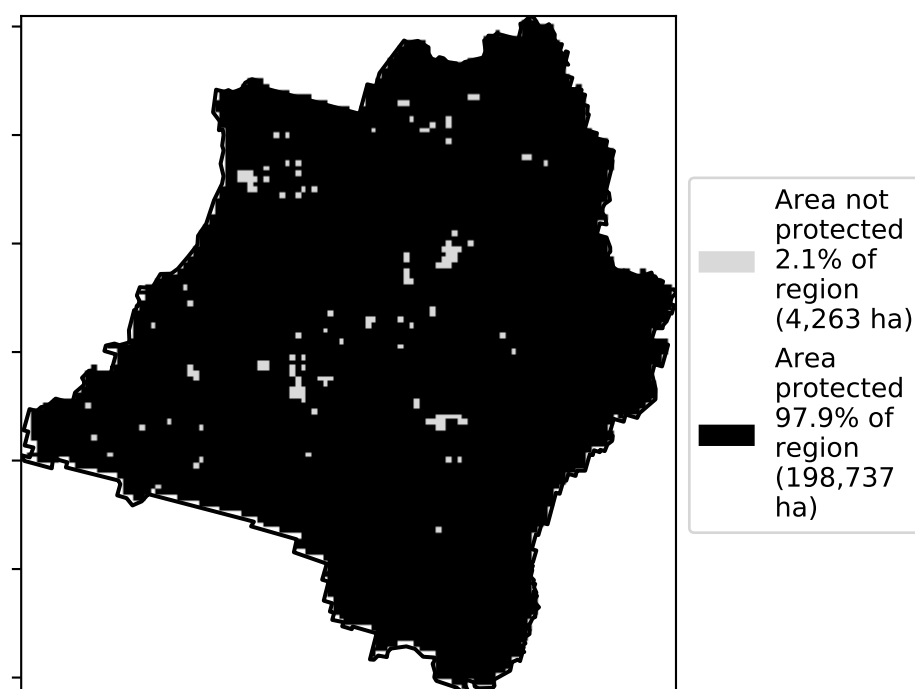 Area not
protected
2.1% of
region
(4,263 ha)
Area
protected
97.9% of
region
(198,737
ha)